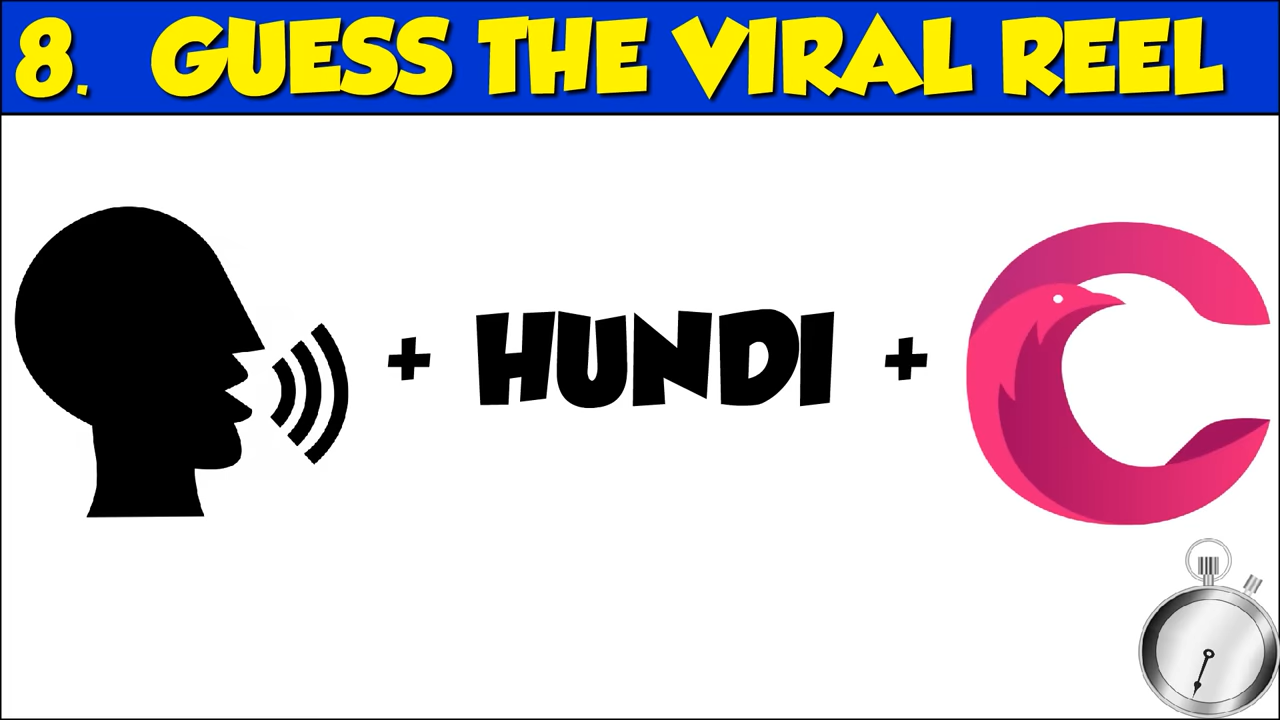 8. GUESS THE VIRAL REEL
+ HUNDI + C